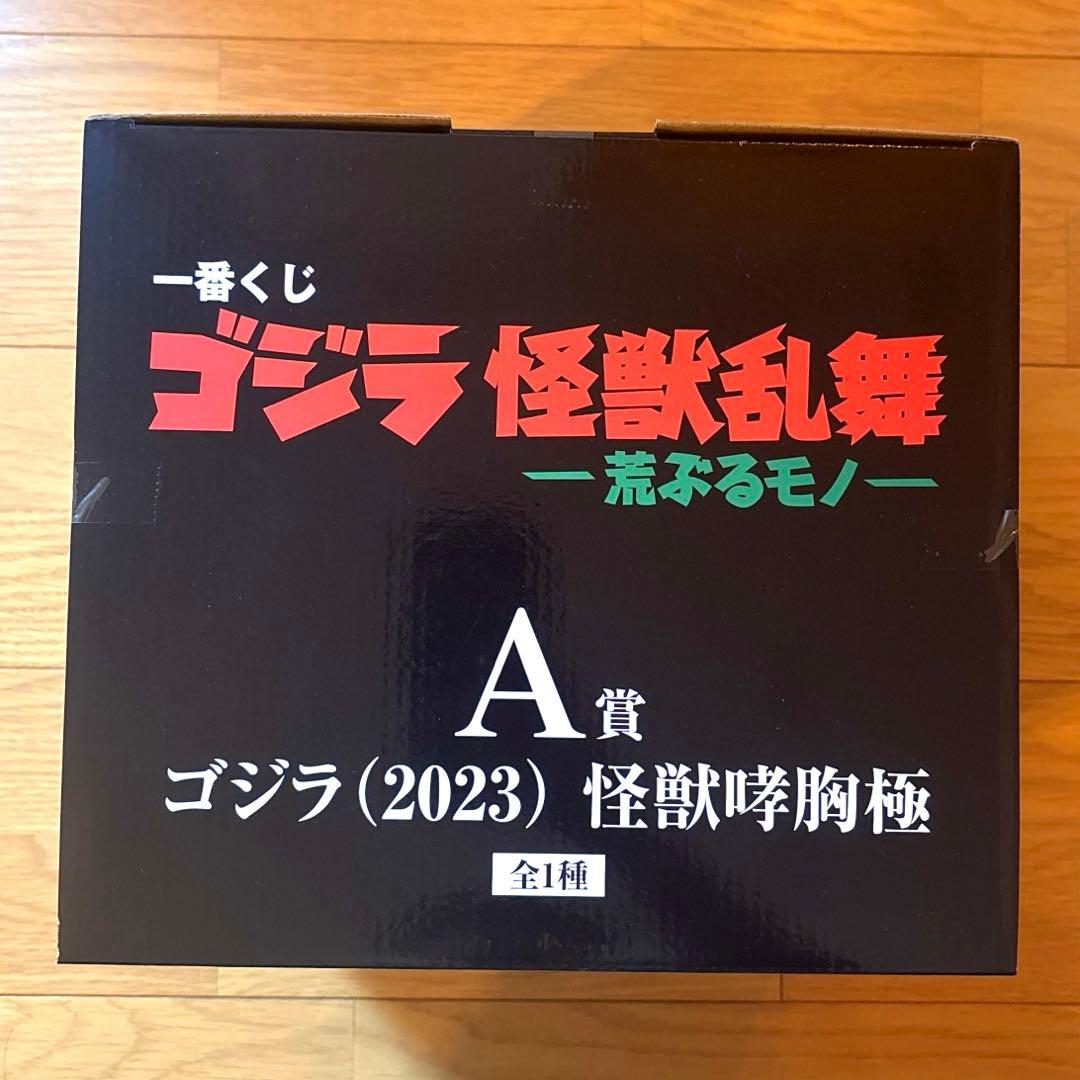 一番くじ
ゴジラ 怪獣乱舞
―荒ぶるモノ―
A賞
ゴジラ（2023） 怪獣哮胸極
全1種